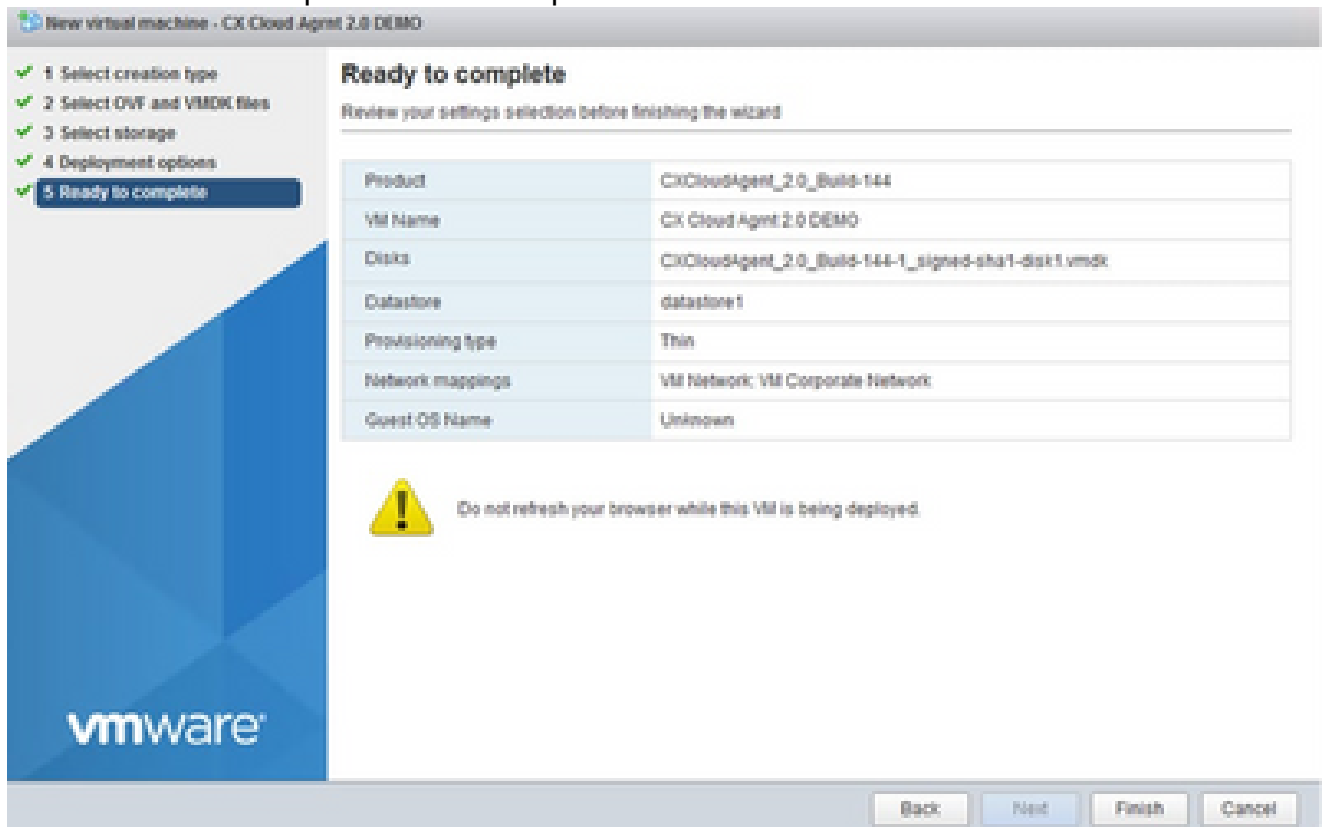 New virtual machine - CX Cloud Agmt 2.0 DEMO
1 Select creation type
2 Select OVF and VMDK files
3 Select storage
4 Deployment options
5 Ready to complete
Ready to complete
Review your settings selection before finishing the wizard
Product CXCloudAgent_2.0_Build-144
VM Name CX Cloud Agmt 2.0 DEMO
Disks CXCloudAgent_2.0_Build-144-1_signed-sha1-disk1.vmdk
Datastore datastore1
Provisioning type Thin
Network mappings VM Network: VM Corporate Network
Guest OS Name Unknown
Do not refresh your browser while this VM is being deployed.
vmware
Back Next Finish Cancel